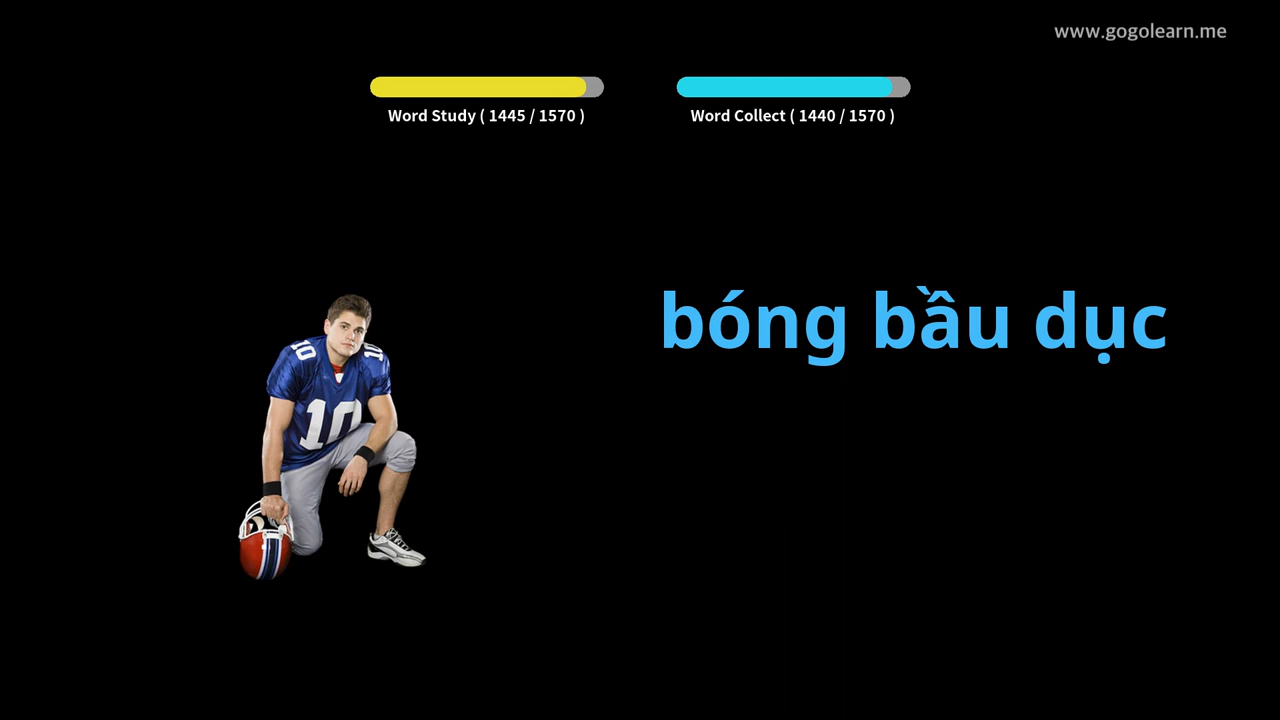 www.gogolearn.me
Word Study ( 1445 / 1570 )
Word Collect ( 1440 / 1570 )
bóng bầu dục
10
10
10